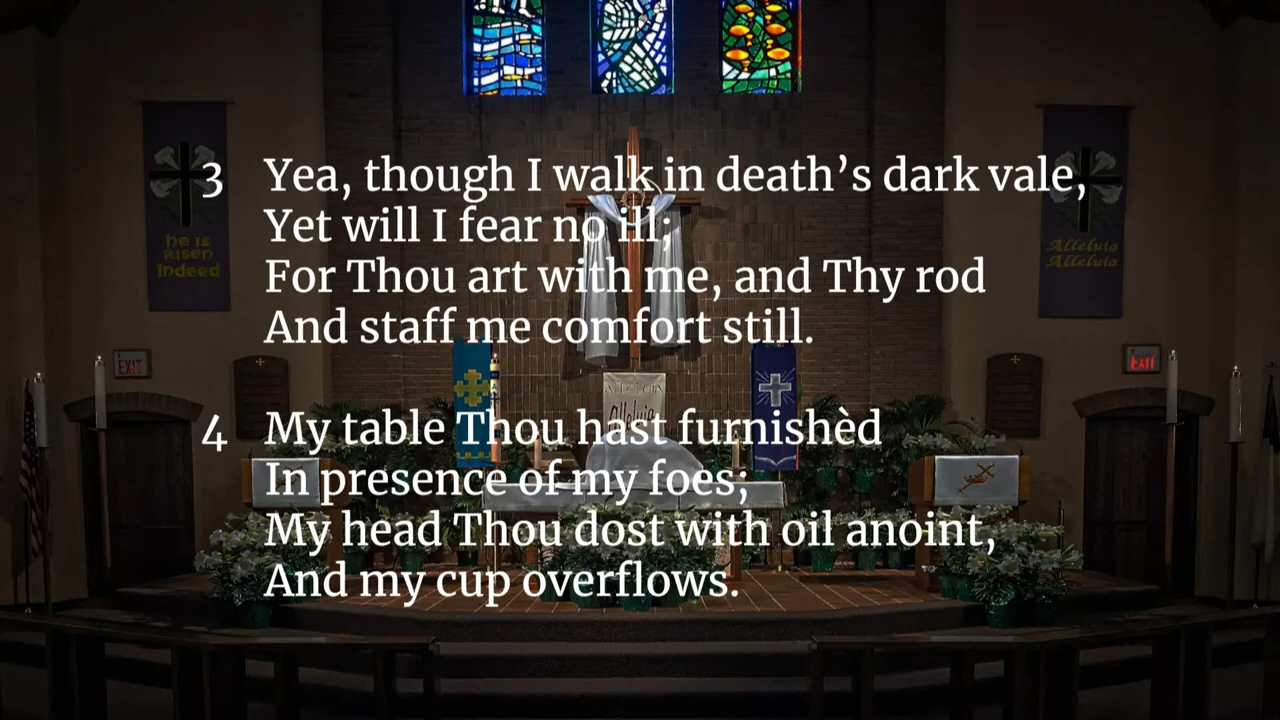 he is
Risen
Indeed
Alleluia
Alleluia
3 Yea, though I walk in death’s dark vale,
Yet will I fear no ill;
For Thou art with me, and Thy rod
And staff me comfort still.
EXIT
EXIT
Alleluia
4 My table Thou hast furnishèd
In presence of my foes;
My head Thou dost with oil anoint,
And my cup overflows.